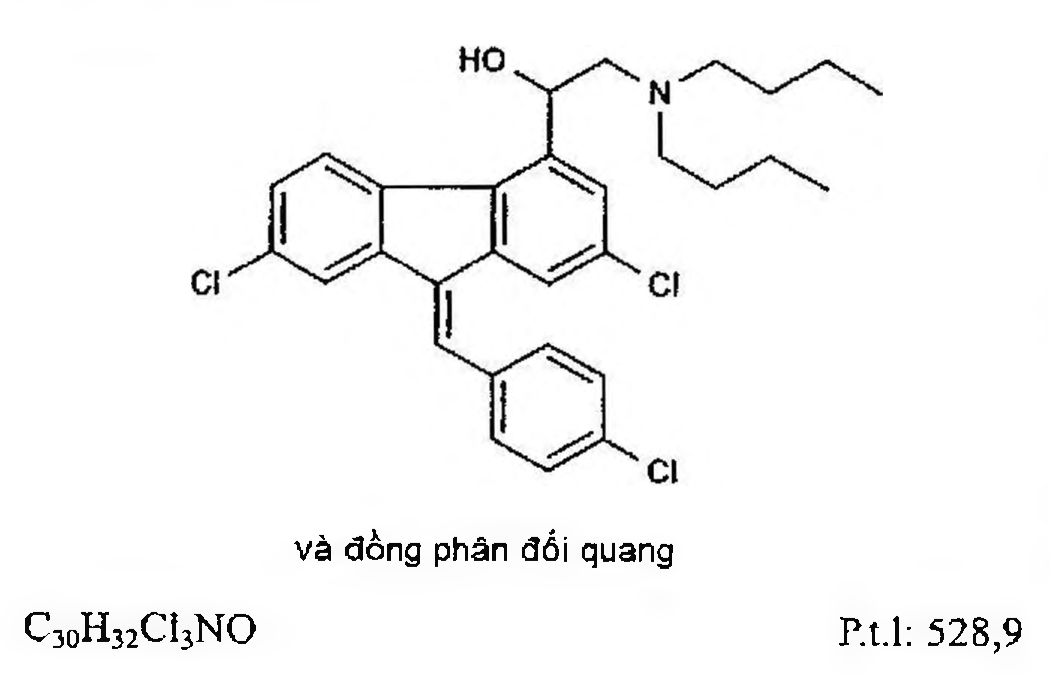 HO
N
Cl
Cl
Cl
và đồng phân đối quang
C₃₀H₃₂Cl₃NO P.t.l: 528,9